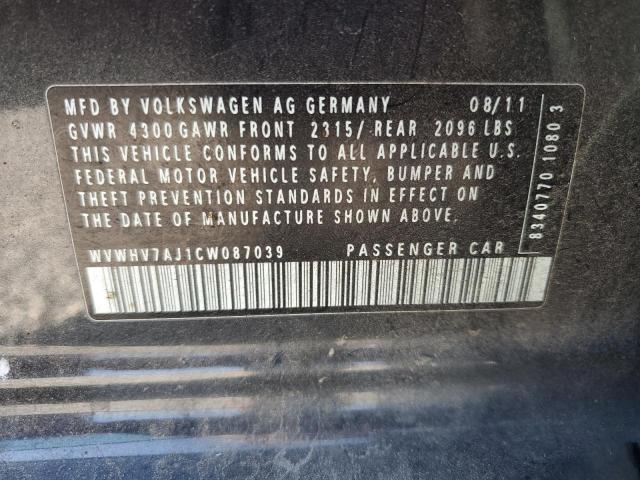 MFD BY VOLKSWAGEN AG GERMANY 08/11
GVWR 4300 GAWR FRONT 2315/ REAR 2096 LBS
THIS VEHICLE CONFORMS TO ALL APPLICABLE U.S.
FEDERAL MOTOR VEHICLE SAFETY, BUMPER AND
THEFT PREVENTION STANDARDS IN EFFECT ON
THE DATE OF MANUFACTURE SHOWN ABOVE.
WVWHV7AJ1CW087039 PASSENGER CAR
8340770 1080 3